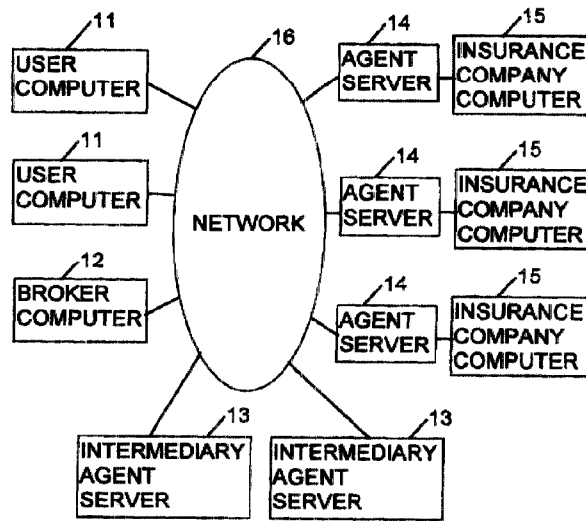 11
USER
COMPUTER
11
USER
COMPUTER
12
BROKER
COMPUTER
16
NETWORK
14
AGENT
SERVER
15
INSURANCE
COMPANY
COMPUTER
14
AGENT
SERVER
15
INSURANCE
COMPANY
COMPUTER
14
AGENT
SERVER
15
INSURANCE
COMPANY
COMPUTER
13
INTERMEDIARY
AGENT
SERVER
13
INTERMEDIARY
AGENT
SERVER